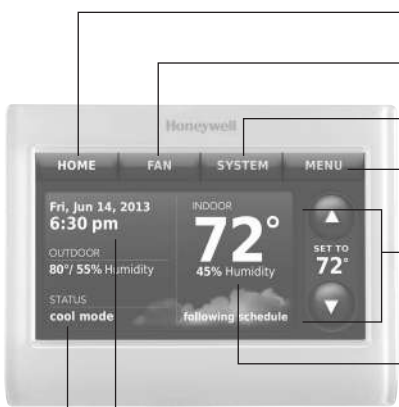 Honeywell
HOME FAN SYSTEM MENU
Fri, Jun 14, 2013
6:30 pm
OUTDOOR
80°/ 55% Humidity
STATUS
cool mode
INDOOR
72°
45% Humidity
following schedule
SET TO
72°